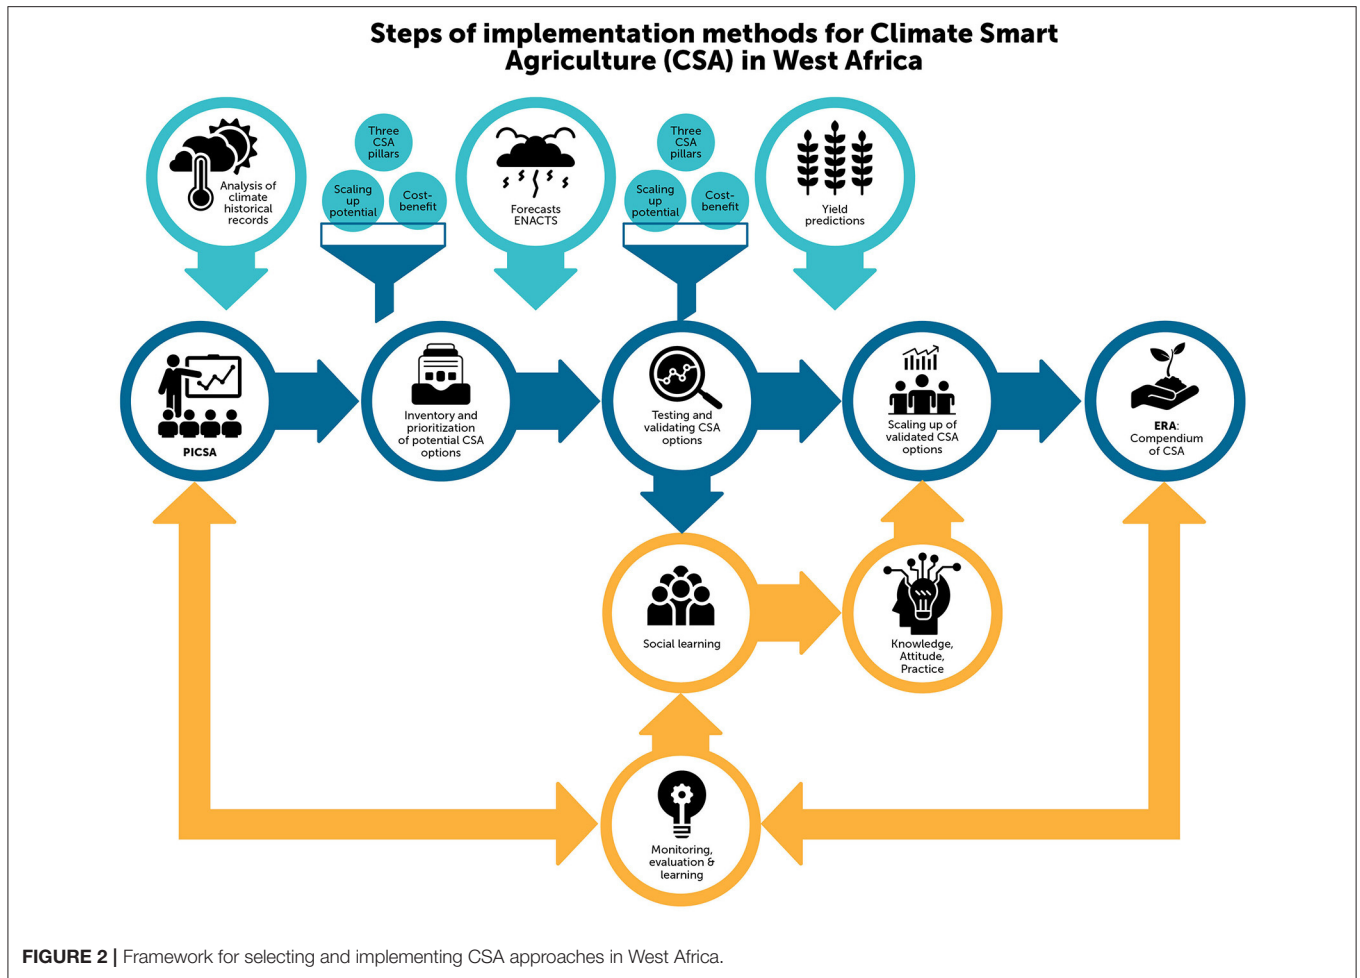 Steps of implementation methods for Climate Smart
Agriculture (CSA) in West Africa
Analysis of
climate
historical
records
Three
CSA
pillars
Scaling
up
potential
Cost-
benefit
Forecasts
ENACTS
Three
CSA
pillars
Scaling
up
potential
Cost-
benefit
Yield
predictions
PICSA
Inventory and
prioritization
of potential CSA
options
Testing and
validating CSA
options
Scaling up of
validated CSA
options
ERA:
Compendium
of CSA
Social learning
Knowledge,
Attitude,
Practice
Monitoring,
evaluation &
learning
FIGURE 2 | Framework for selecting and implementing CSA approaches in West Africa.